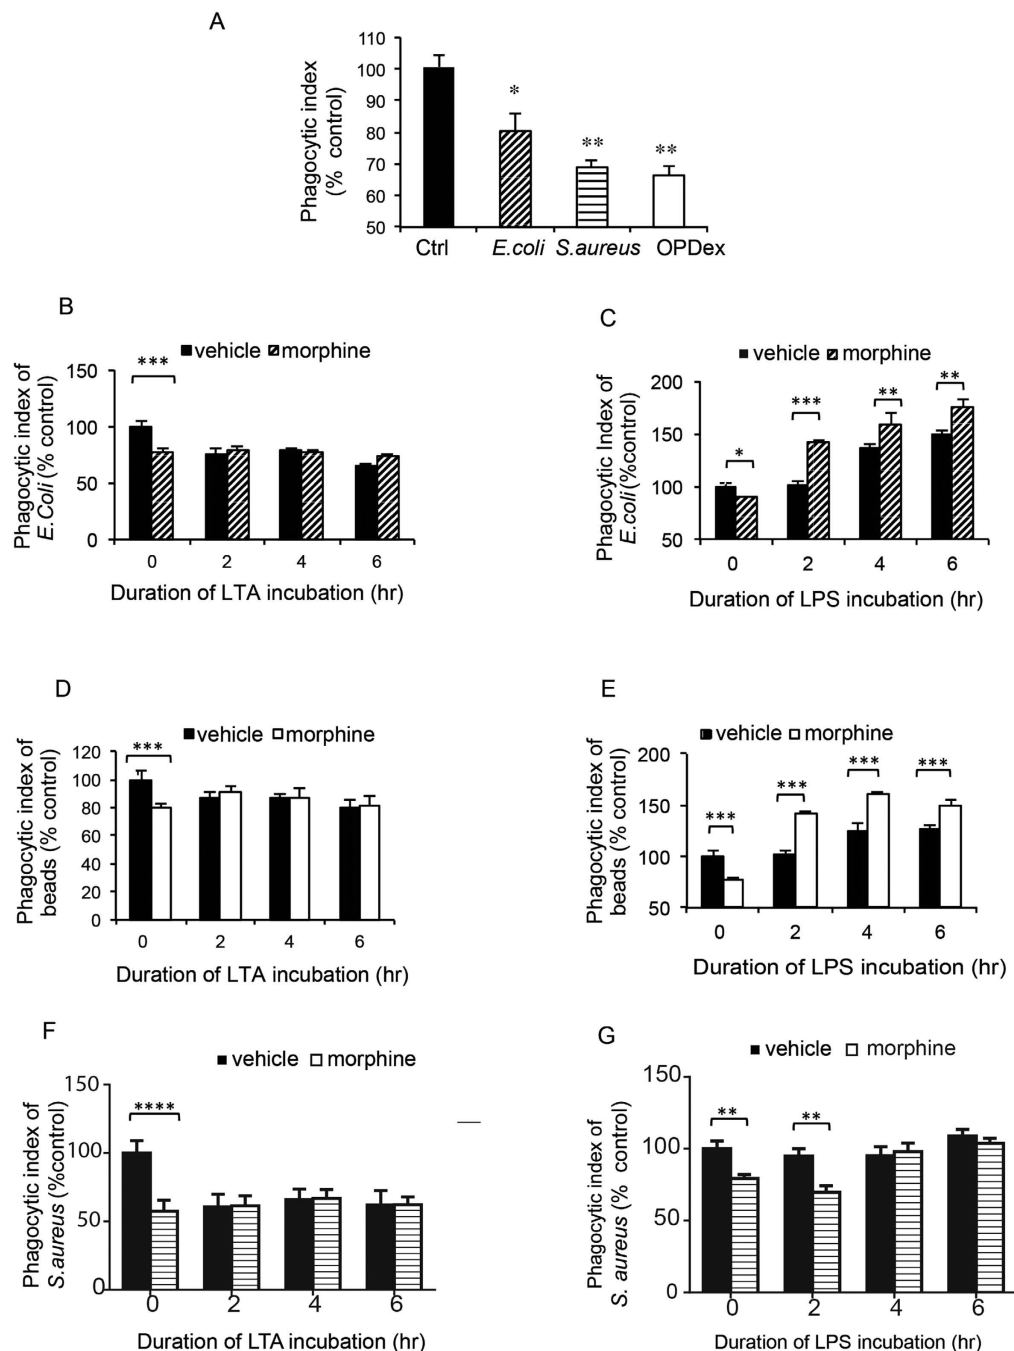 A
Phagocytic index
(% control)
110
100
90
80
70
60
50
*
**
**
Ctrl E.coli S.aureus OPDex
B
vehicle morphine
Phagocytic index of
E.Coli (% control)
150
100
50
0
***
0 2 4 6
Duration of LTA incubation (hr)
C
vehicle morphine
Phagocytic Index of
E.coli (%control)
200
150
100
50
*
***
**
**
0 2 4 6
Duration of LPS incubation (hr)
D
vehicle morphine
Phagocytic index of
beads (% control)
120
100
80
60
40
20
0
***
0 2 4 6
Duration of LTA incubation (hr)
E
vehicle morphine
Phagocytic index of
beads (% control)
200
150
100
50
***
***
***
***
0 2 4 6
Duration of LPS incubation (hr)
F
vehicle morphine
Phagocytic index of
S.aureus (%control)
150
100
50
0
****
0 2 4 6
Duration of LTA incubation (hr)
G
vehicle morphine
Phagocytic index of
S. aureus (% control)
150
100
50
0
**
**
0 2 4 6
Duration of LPS incubation (hr)